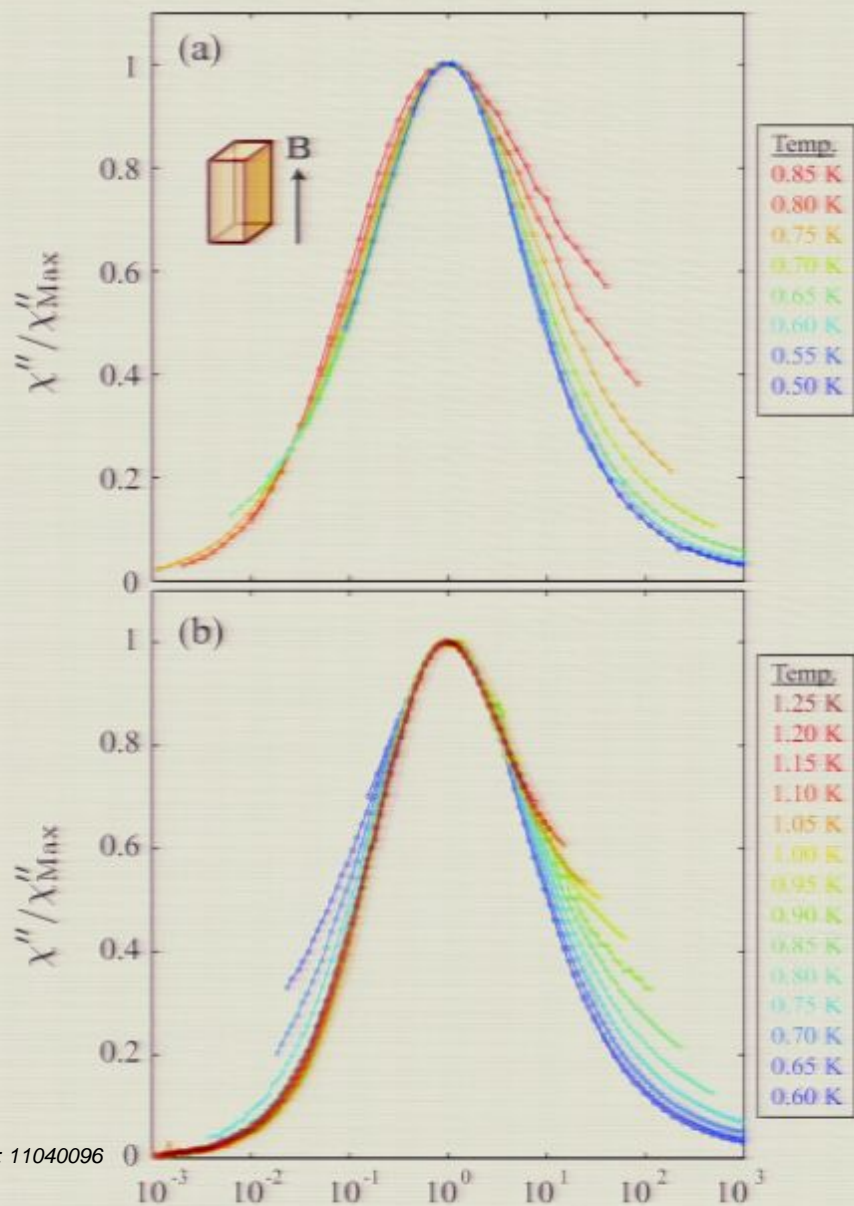 (a)
B
χ''/χ''Max
1
0.8
0.6
0.4
0.2
0
Temp.
0.85 K
0.80 K
0.75 K
0.70 K
0.65 K
0.60 K
0.55 K
0.50 K
(b)
χ''/χ''Max
1
0.8
0.6
0.4
0.2
0
Temp.
1.25 K
1.20 K
1.15 K
1.10 K
1.05 K
1.00 K
0.95 K
0.90 K
0.85 K
0.80 K
0.75 K
0.70 K
0.65 K
0.60 K
: 11040096
10⁻³ 10⁻² 10⁻¹ 10⁰ 10¹ 10² 10³